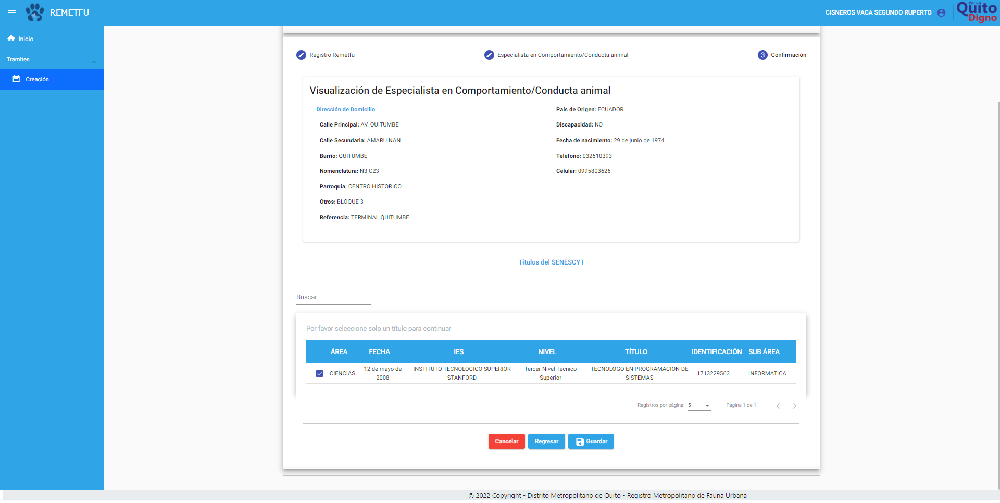 REMETFU
CISNEROS VACA SEGUNDO RUPERTO
Por un
Quito
Digno
Inicio
Tramites
Creación
Registro Remetfu
Especialista en Comportamiento/Conducta animal
3 Confirmación
Visualización de Especialista en Comportamiento/Conducta animal
Dirección de Domicilio
Calle Principal: AV. QUITUMBE
Calle Secundaria: AMARU ÑAN
Barrio: QUITUMBE
Nomenclatura: N3-C23
Parroquia: CENTRO HISTORICO
Otros: BLOQUE 3
Referencia: TERMINAL QUITUMBE
País de Origen: ECUADOR
Discapacidad: NO
Fecha de nacimiento: 29 de junio de 1974
Teléfono: 032610393
Celular: 0995803626
Títulos del SENESCYT
Buscar
Por favor seleccione solo un título para continuar
ÁREA FECHA IES NIVEL TÍTULO IDENTIFICACIÓN SUB ÁREA
CIENCIAS
12 de mayo de
2008
INSTITUTO TECNOLÓGICO SUPERIOR
STANFORD
Tercer Nivel Técnico
Superior
TECNOLOGO EN PROGRAMACION DE
SISTEMAS
1713229563
INFORMATICA
Registros por página: 5
Página 1 de 1
Cancelar
Regresar
Guardar
© 2022 Copyright - Distrito Metropolitano de Quito - Registro Metropolitano de Fauna Urbana